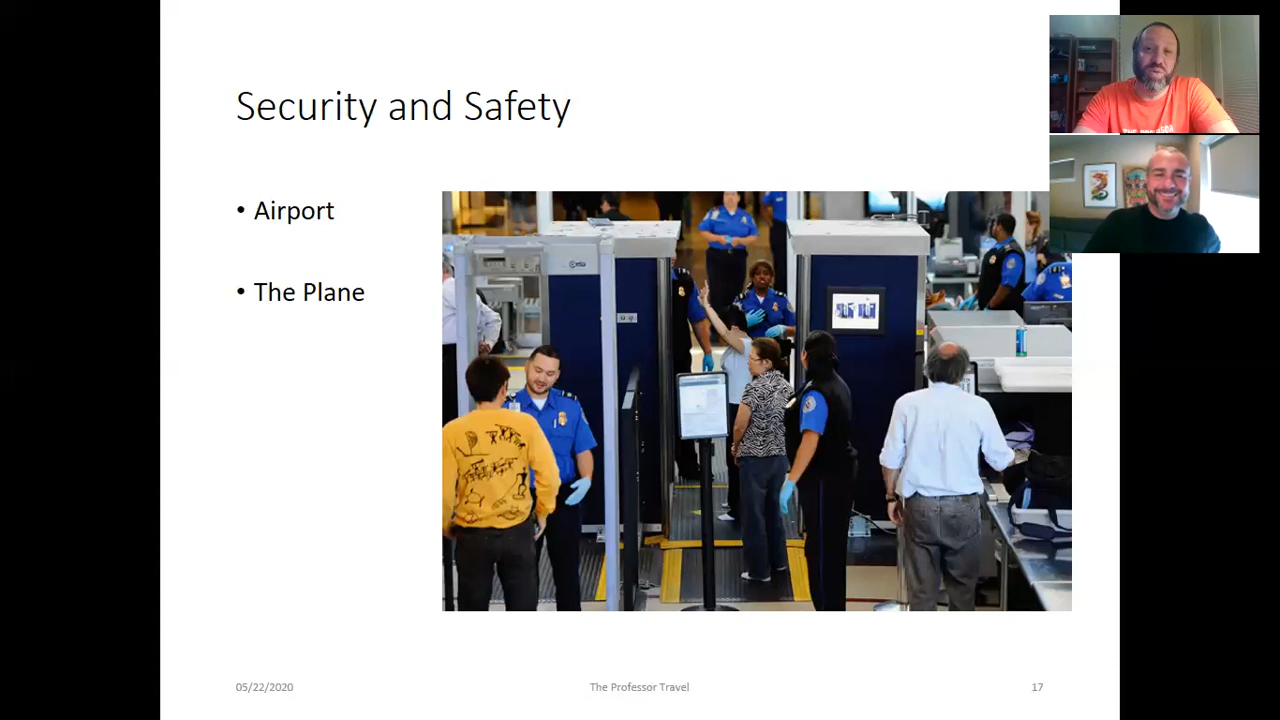 Security and Safety
• Airport
• The Plane
05/22/2020
The Professor Travel
17